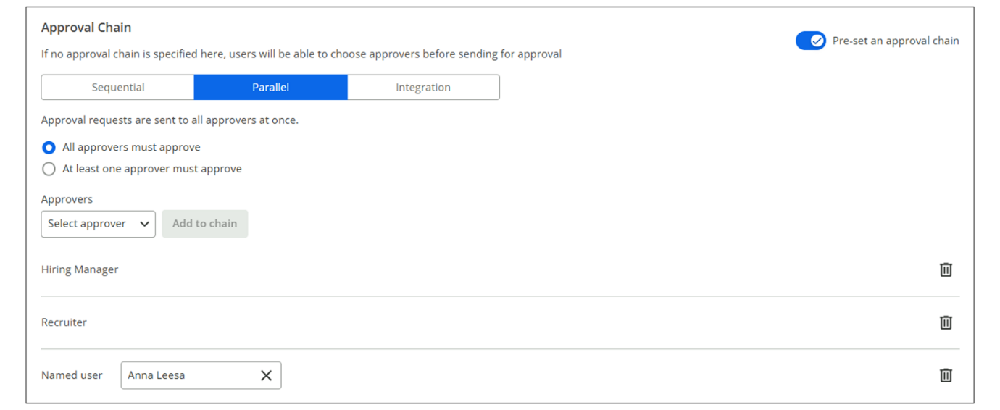 Approval Chain
Pre-set an approval chain
If no approval chain is specified here, users will be able to choose approvers before sending for approval
Sequential Parallel Integration
Approval requests are sent to all approvers at once.
All approvers must approve
At least one approver must approve
Approvers
Select approver Add to chain
Hiring Manager
Recruiter
Named user Anna Leesa